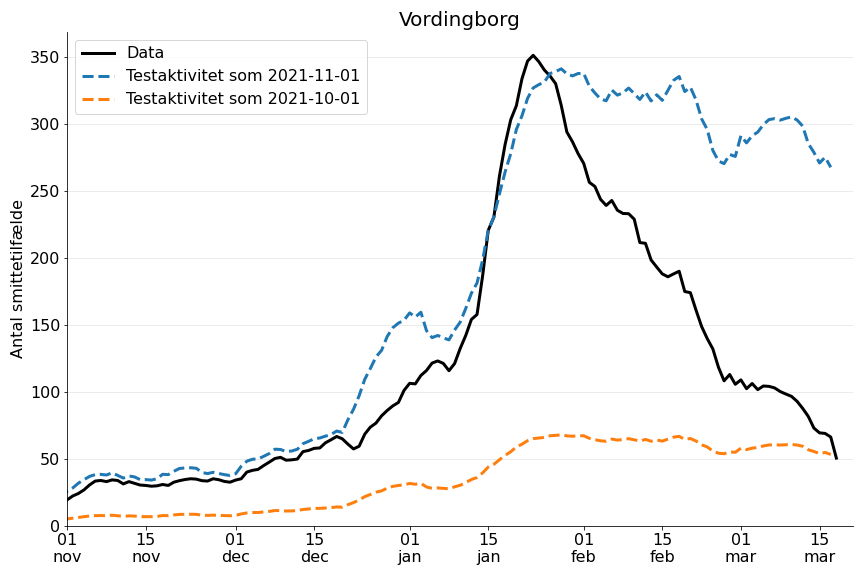 Vordingborg
Data
Testaktivitet som 2021-11-01
Testaktivitet som 2021-10-01
Antal smittetilfælde
350
300
250
200
150
100
50
0
01 15 01 15 01 15 01 15 01 15
nov nov dec dec jan jan feb feb mar mar